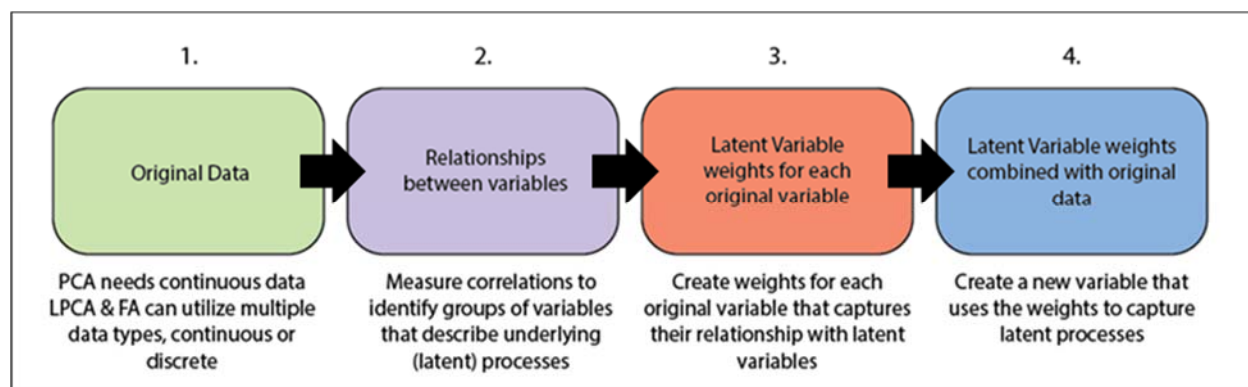 1.
2.
3.
4.
Original Data
Relationships
between variables
Latent Variable
weights for each
original variable
Latent Variable weights
combined with original
data
PCA needs continuous data
LPCA & FA can utilize multiple
data types, continuous or
discrete
Measure correlations to
identify groups of variables
that describe underlying
(latent) processes
Create weights for each
original variable that captures
their relationship with latent
variables
Create a new variable that
uses the weights to capture
latent processes